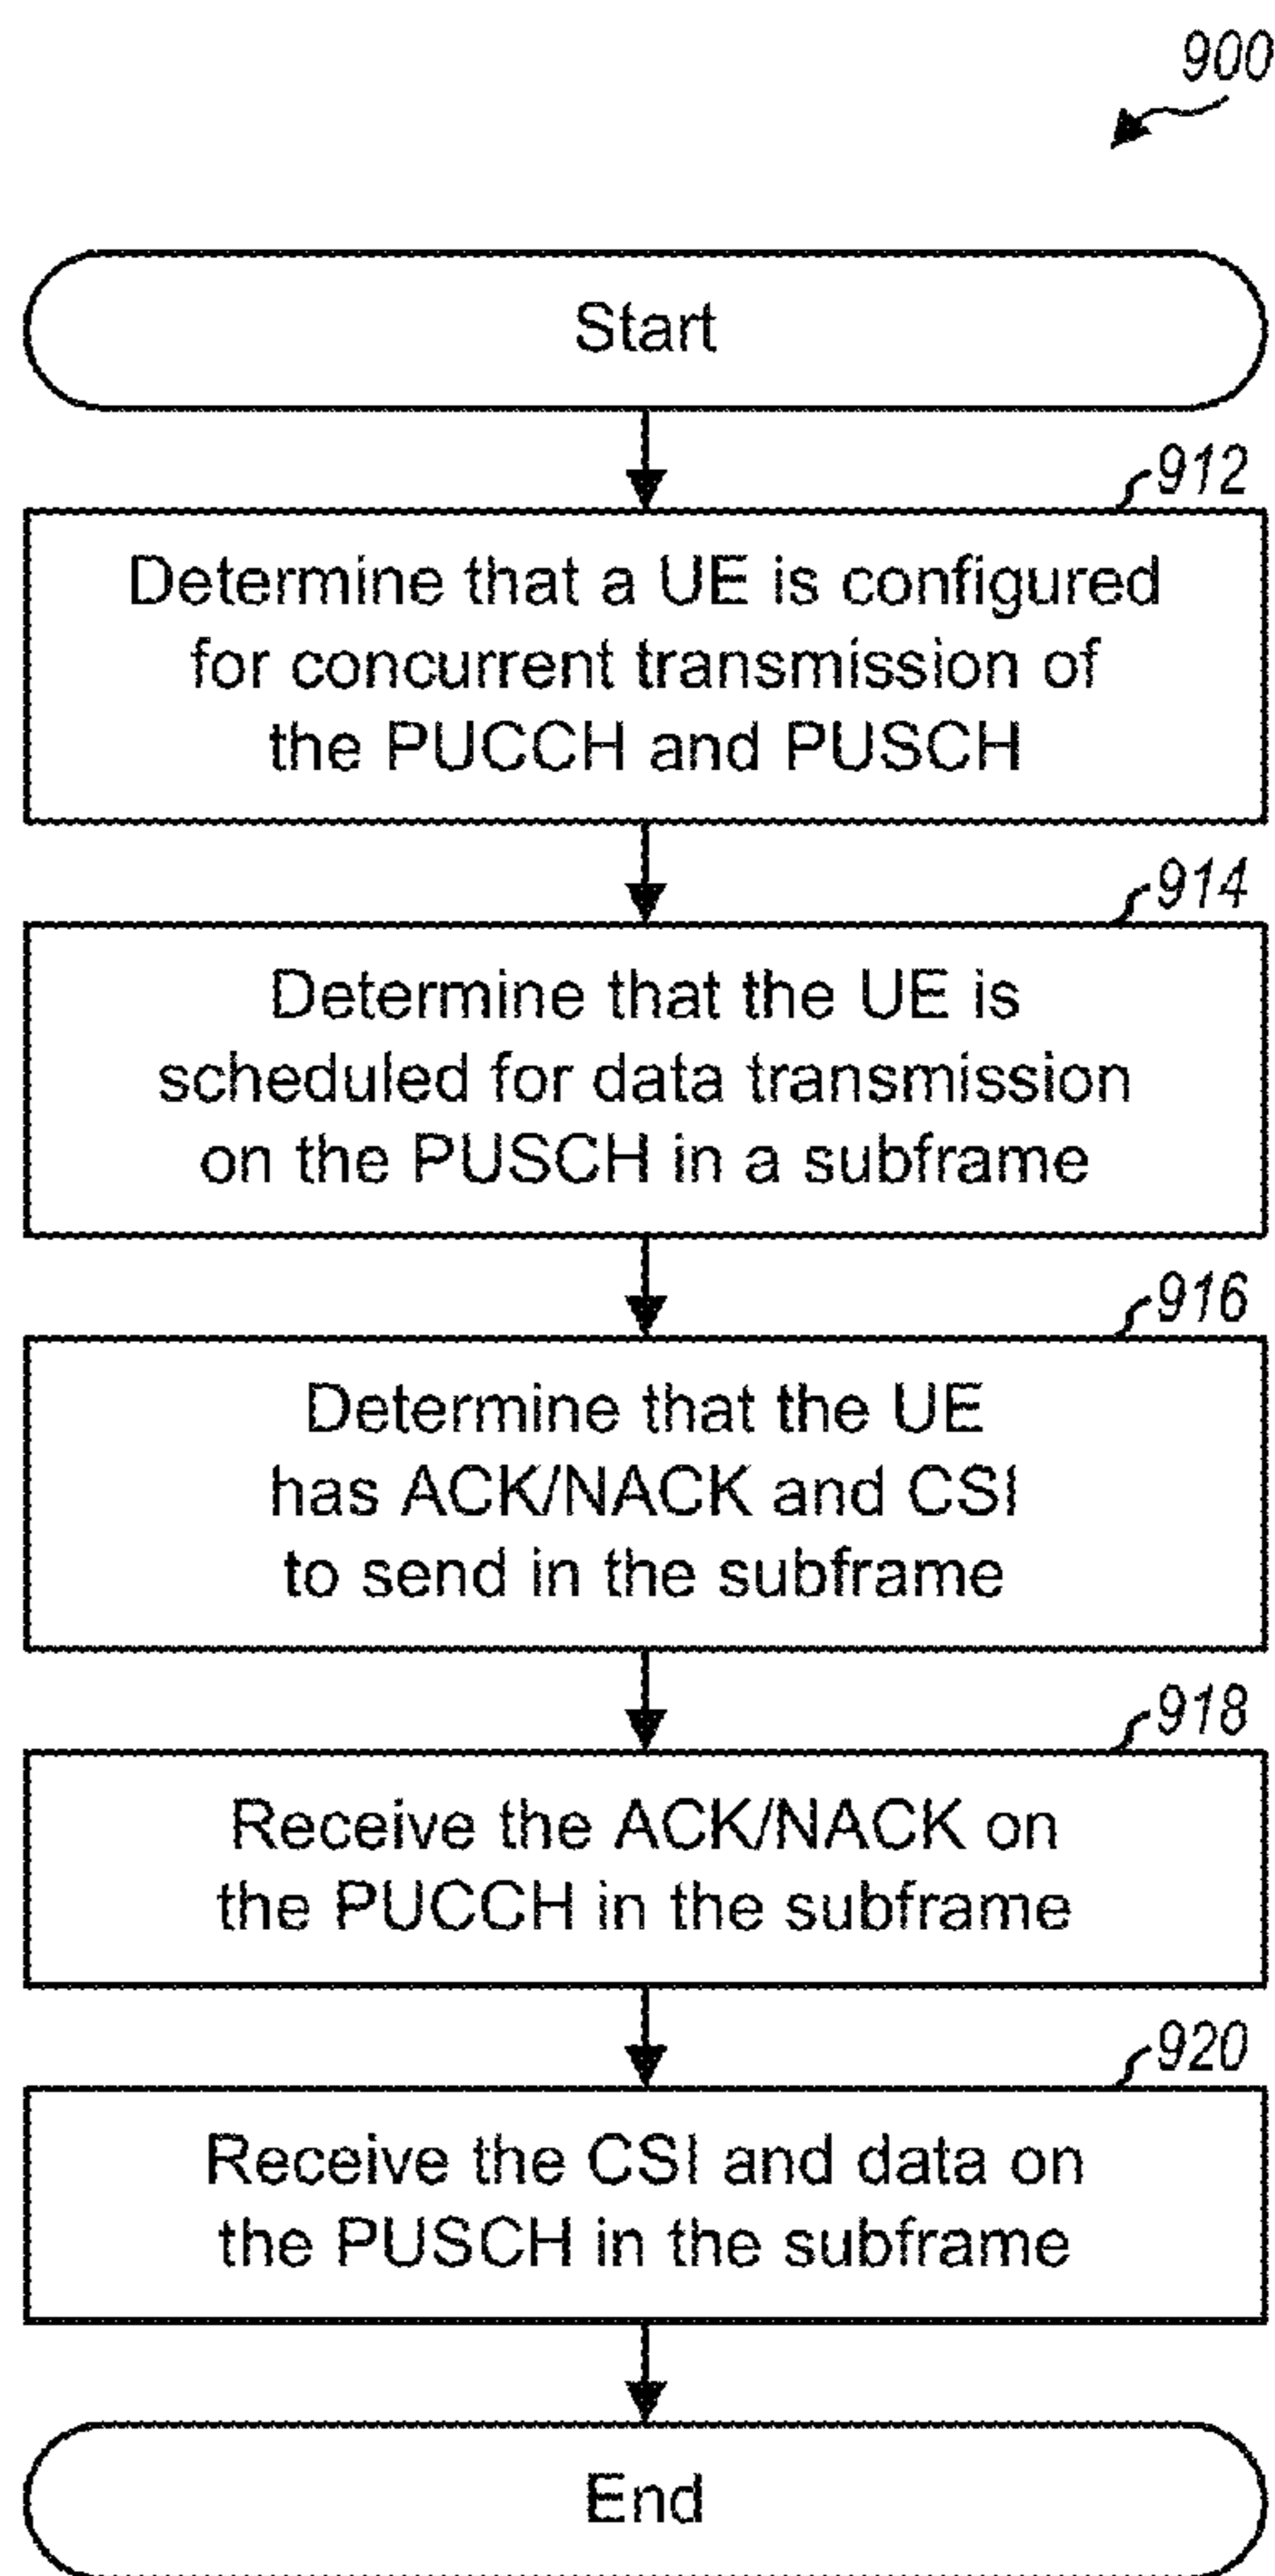 900
Start
912
Determine that a UE is configured
for concurrent transmission of
the PUCCH and PUSCH
914
Determine that the UE is
scheduled for data transmission
on the PUSCH in a subframe
916
Determine that the UE
has ACK/NACK and CSI
to send in the subframe
918
Receive the ACK/NACK on
the PUCCH in the subframe
920
Receive the CSI and data on
the PUSCH in the subframe
End